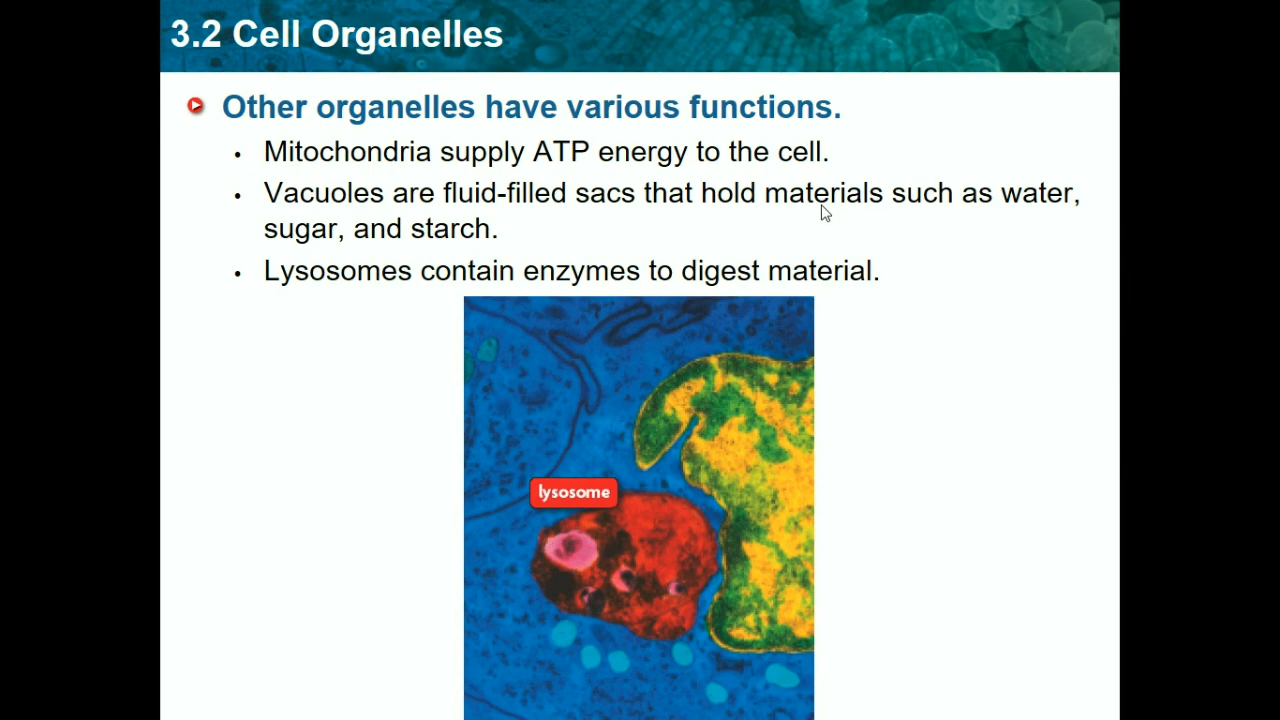 3.2 Cell Organelles
Other organelles have various functions.
• Mitochondria supply ATP energy to the cell.
• Vacuoles are fluid-filled sacs that hold materials such as water,
sugar, and starch.
• Lysosomes contain enzymes to digest material.
lysosome